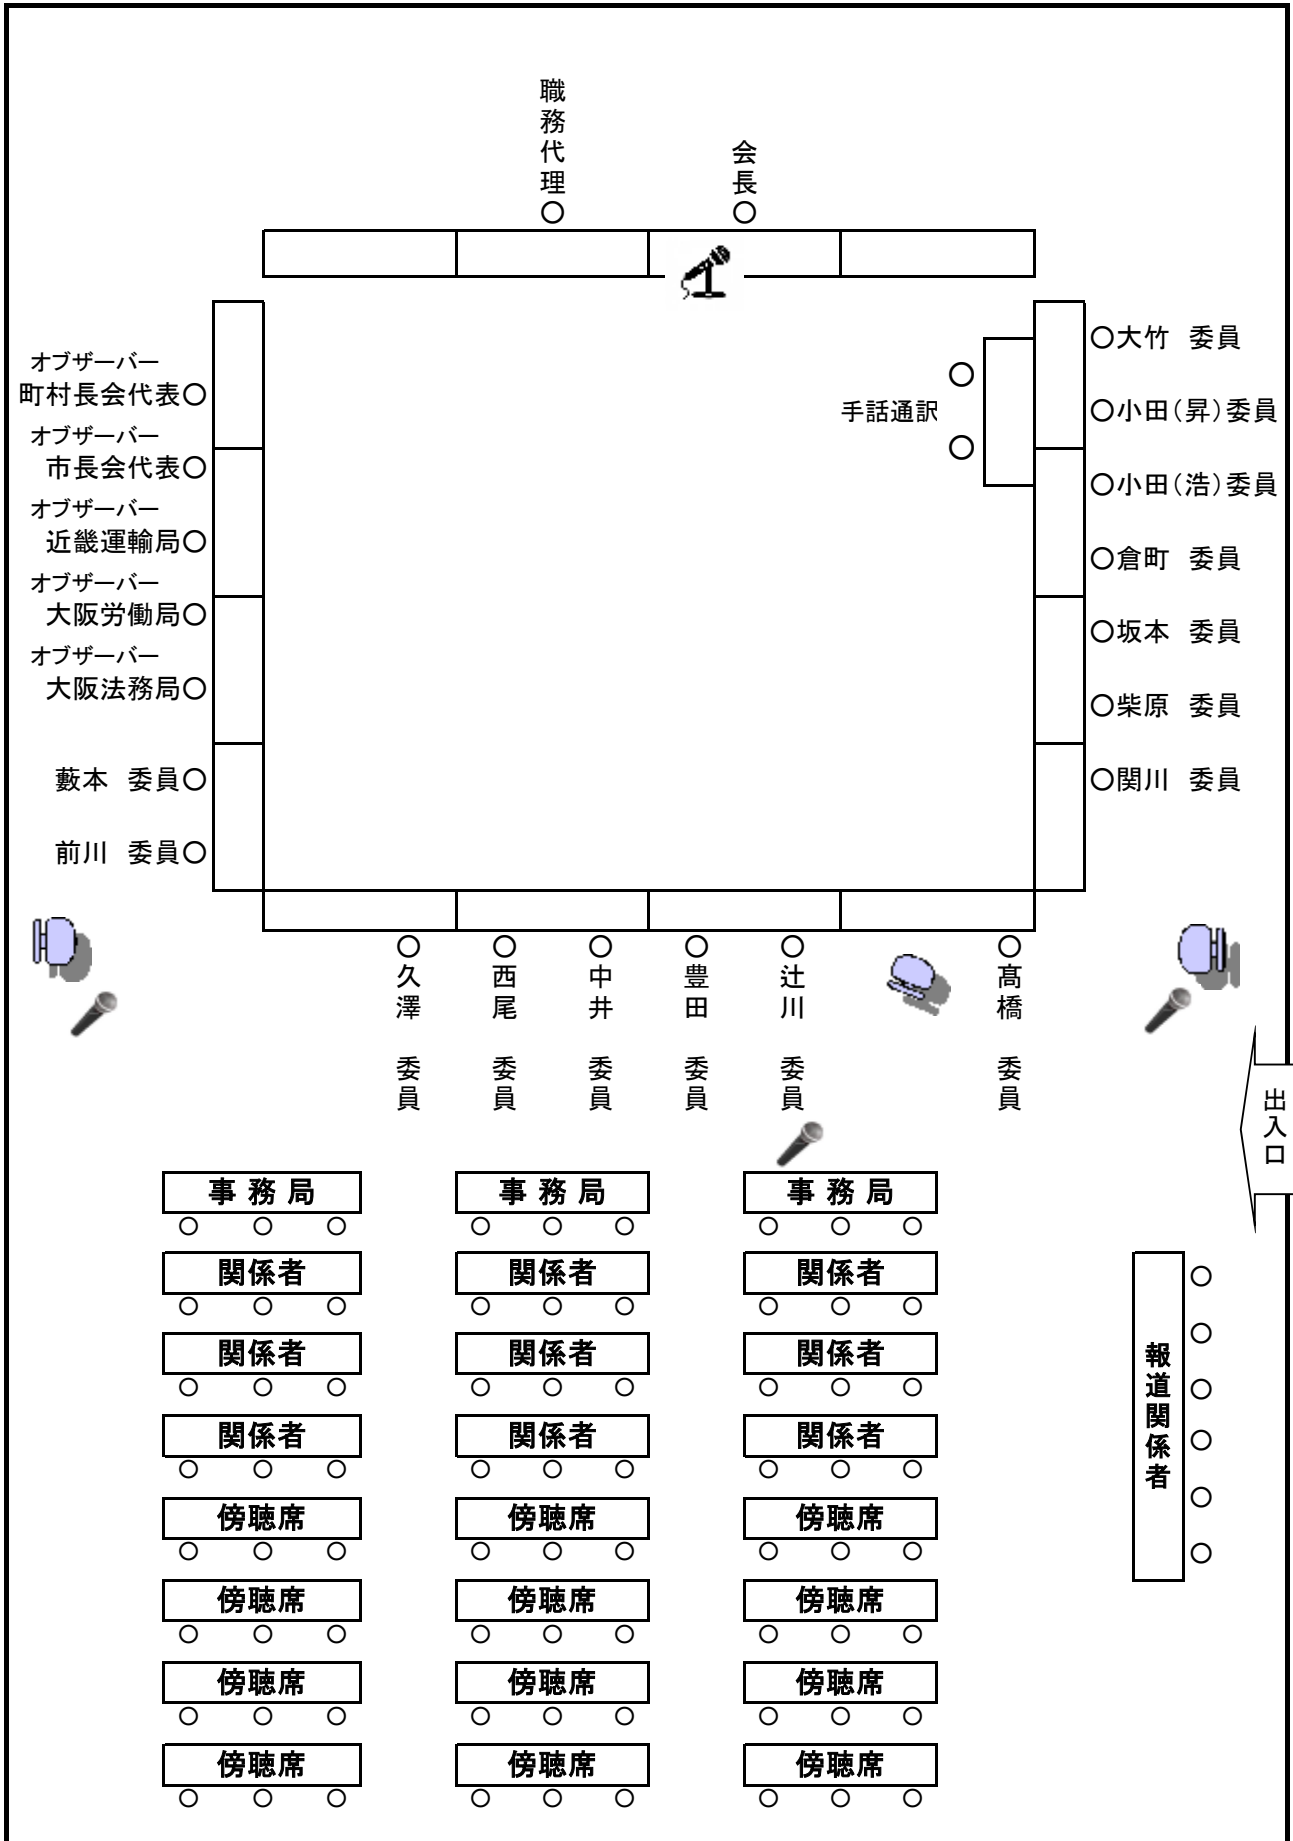 職務代理○
会長○
オブザーバー
町村長会代表○
オブザーバー
市長会代表○
オブザーバー
近畿運輸局○
オブザーバー
大阪労働局○
オブザーバー
大阪法務局○
藪本 委員○
前川 委員○
手話通訳
○大竹 委員
○小田(昇)委員
○小田(浩)委員
○倉町 委員
○坂本 委員
○柴原 委員
○関川 委員
○久澤 委員
○西尾 委員
○中井 委員
○豊田 委員
○辻川 委員
○髙橋 委員
出入口
事務局 事務局 事務局
関係者 関係者 関係者
関係者 関係者 関係者
関係者 関係者 関係者
傍聴席 傍聴席 傍聴席
傍聴席 傍聴席 傍聴席
傍聴席 傍聴席 傍聴席
傍聴席 傍聴席 傍聴席
報道関係者